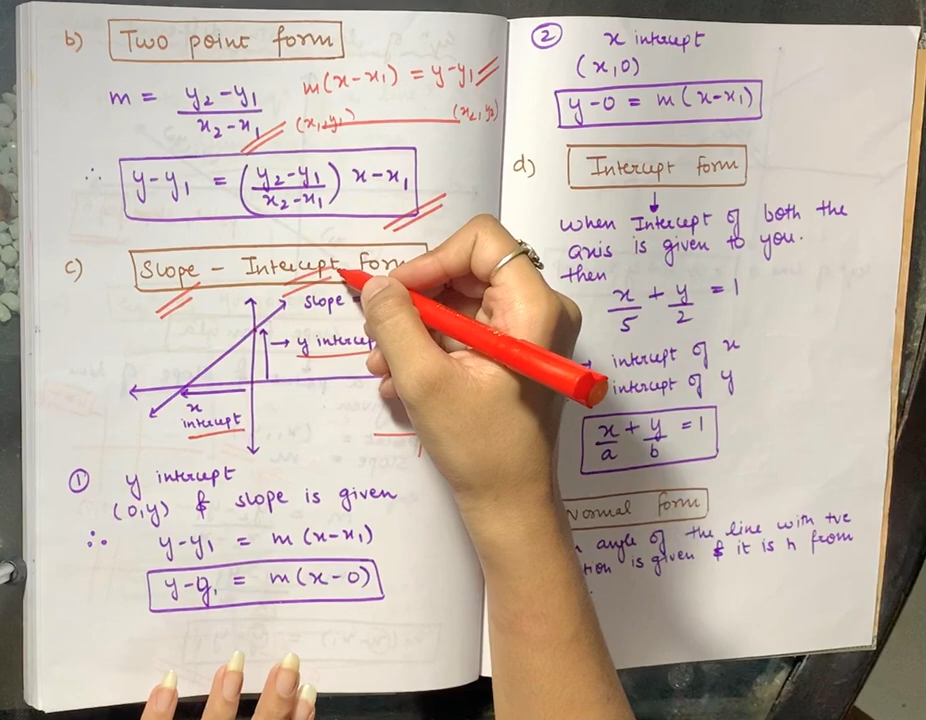 b) Two point form
m = y₂-y₁/x₂-x₁
m(x-x₁) = y-y₁
(x₁,y₁) (x₂,y₂)
∴ y-y₁ = (y₂-y₁/x₂-x₁) x-x₁
c) Slope - Intercept form
slope
→ y intercept
x
intercept
① y intercept
(0,y) & slope is given
∴ y-y₁ = m(x-x₁)
y-y₁ = m(x-0)
② x intercept
(x,0)
y-0 = m(x-x₁)
d) Intercept form
↓
when Intercept of both the
axis is given to you.
then
x/5 + y/2 = 1
→ intercept of x
intercept of y
x/a + y/b = 1
Normal form
angle of the line with +ve
is given & it is h from